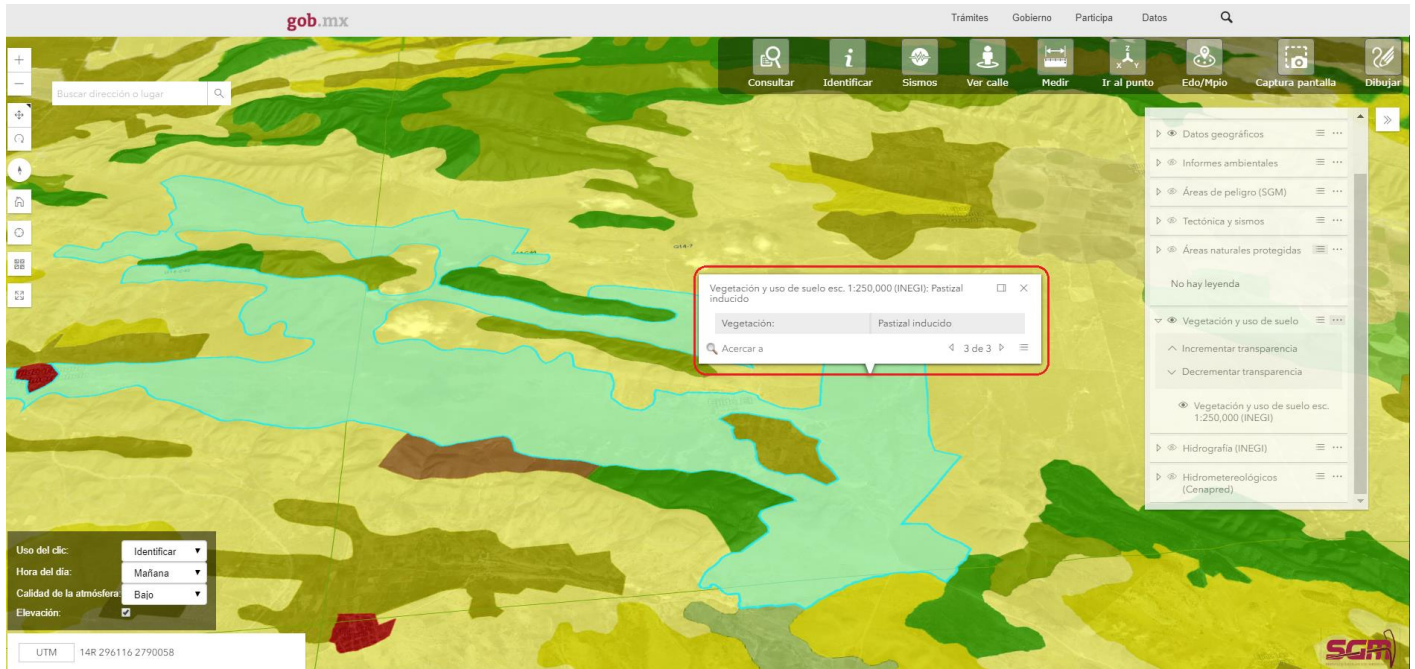 gob.mx
Trámites Gobierno Participa Datos
Consultar Identificar Sismos Ver calle Medir Ir al punto Edo/Mpio Captura pantalla Dibujar
Buscar dirección o lugar
Datos geográficos
Informes ambientales
Áreas de peligro (SGM)
Tectónica y sismos
Áreas naturales protegidas
No hay leyenda
Vegetación y uso de suelo
Incrementar transparencia
Decrementar transparencia
Vegetación y uso de suelo esc.
1:250,000 (INEGI)
Hidrografía (INEGI)
Hidrometereológicos
(Cenapred)
Vegetación y uso de suelo esc. 1:250,000 (INEGI): Pastizal
inducido
Vegetación: Pastizal inducido
Acercar a 3 de 3
Uso del clic: Identificar
Hora del día: Mañana
Calidad de la atmósfera: Bajo
Elevación:
UTM 14R 296116 2790058
SGM